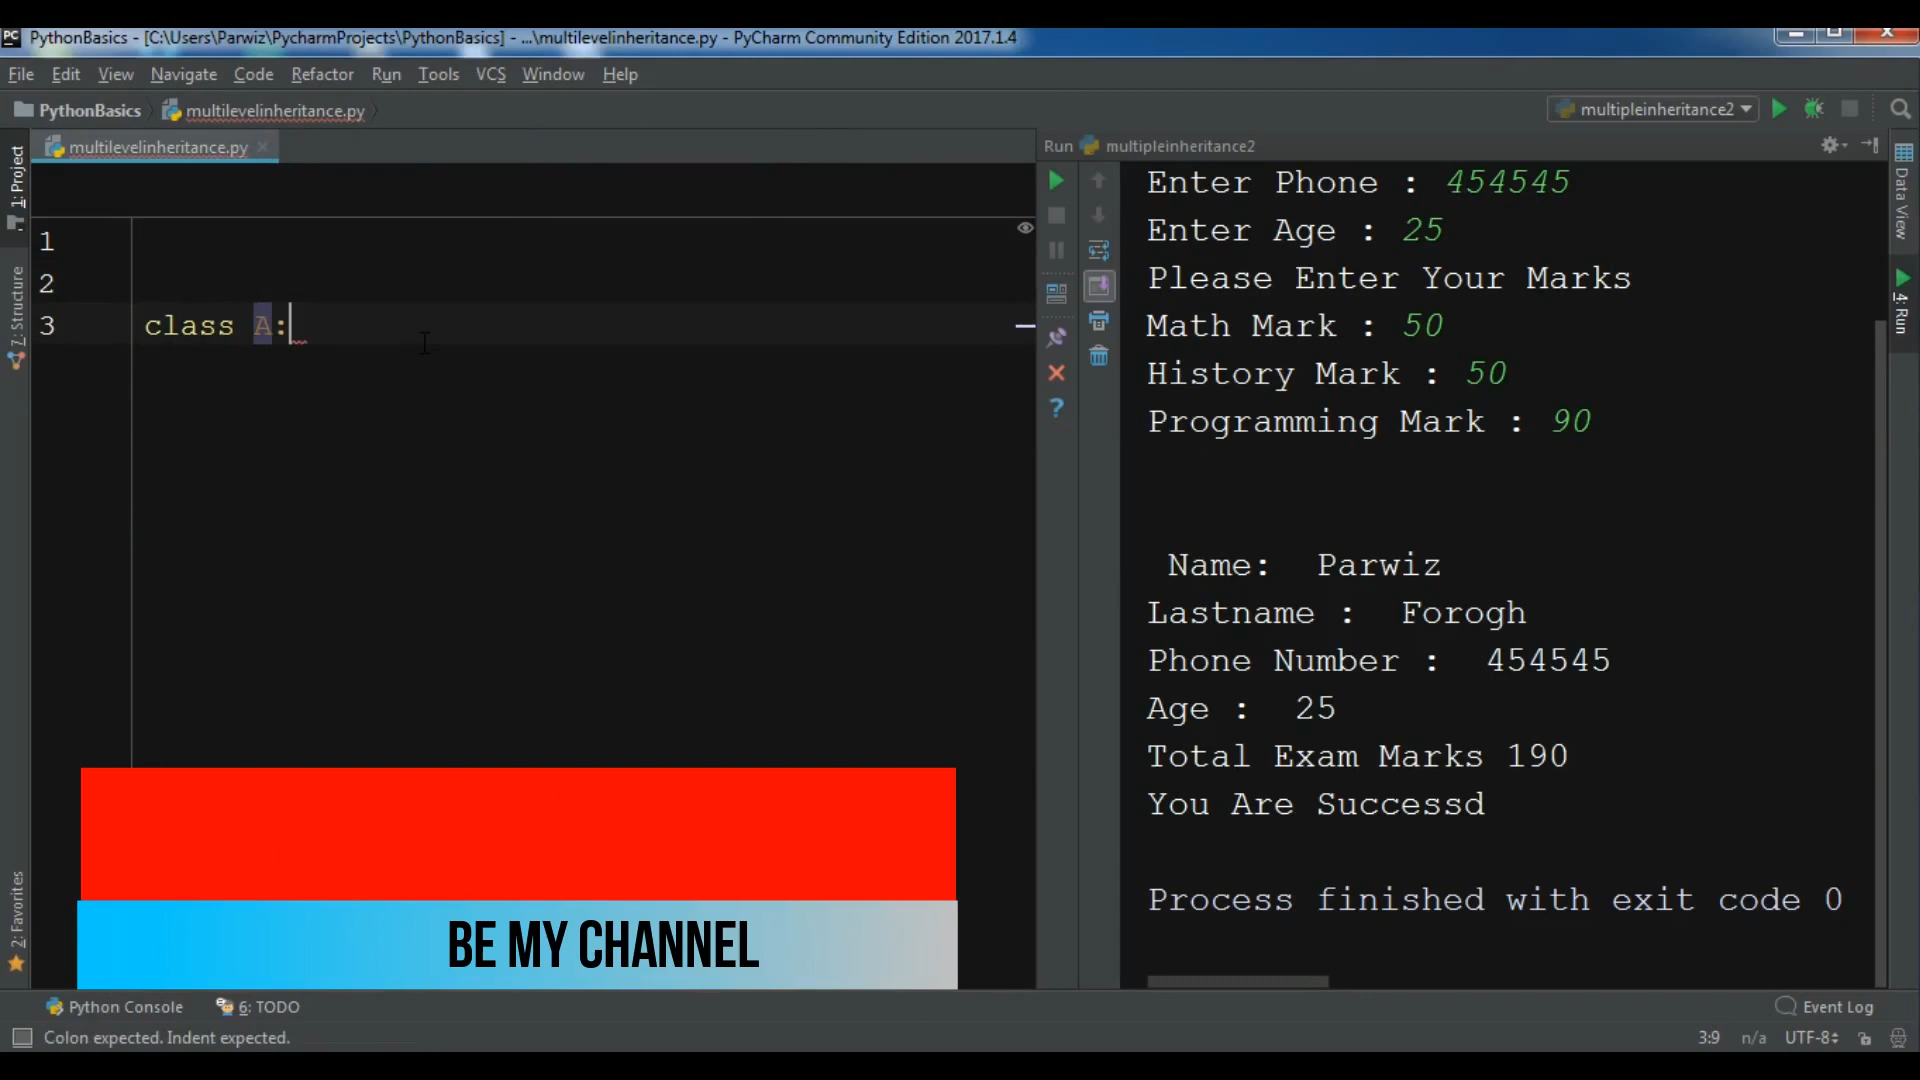 PC PythonBasics - [C:\Users\Parwiz\PycharmProjects\PythonBasics] - ...\multilevelinheritance.py - PyCharm Community Edition 2017.1.4
File Edit View Navigate Code Refactor Run Tools VCS Window Help
PythonBasics multilevelinheritance.py
multipleinheritance2
multilevelinheritance.py
Run multipleinheritance2
1: Project
7: Structure
2: Favorites
1
2
3 class A:
Enter Phone : 454545
Enter Age : 25
Please Enter Your Marks
Math Mark : 50
History Mark : 50
Programming Mark : 90
Name: Parwiz
Lastname : Forogh
Phone Number : 454545
Age : 25
Total Exam Marks 190
You Are Successd
Process finished with exit code 0
Data View
4: Run
BE MY CHANNEL
Python Console 6: TODO
Event Log
Colon expected. Indent expected.
3:9 n/a UTF-8